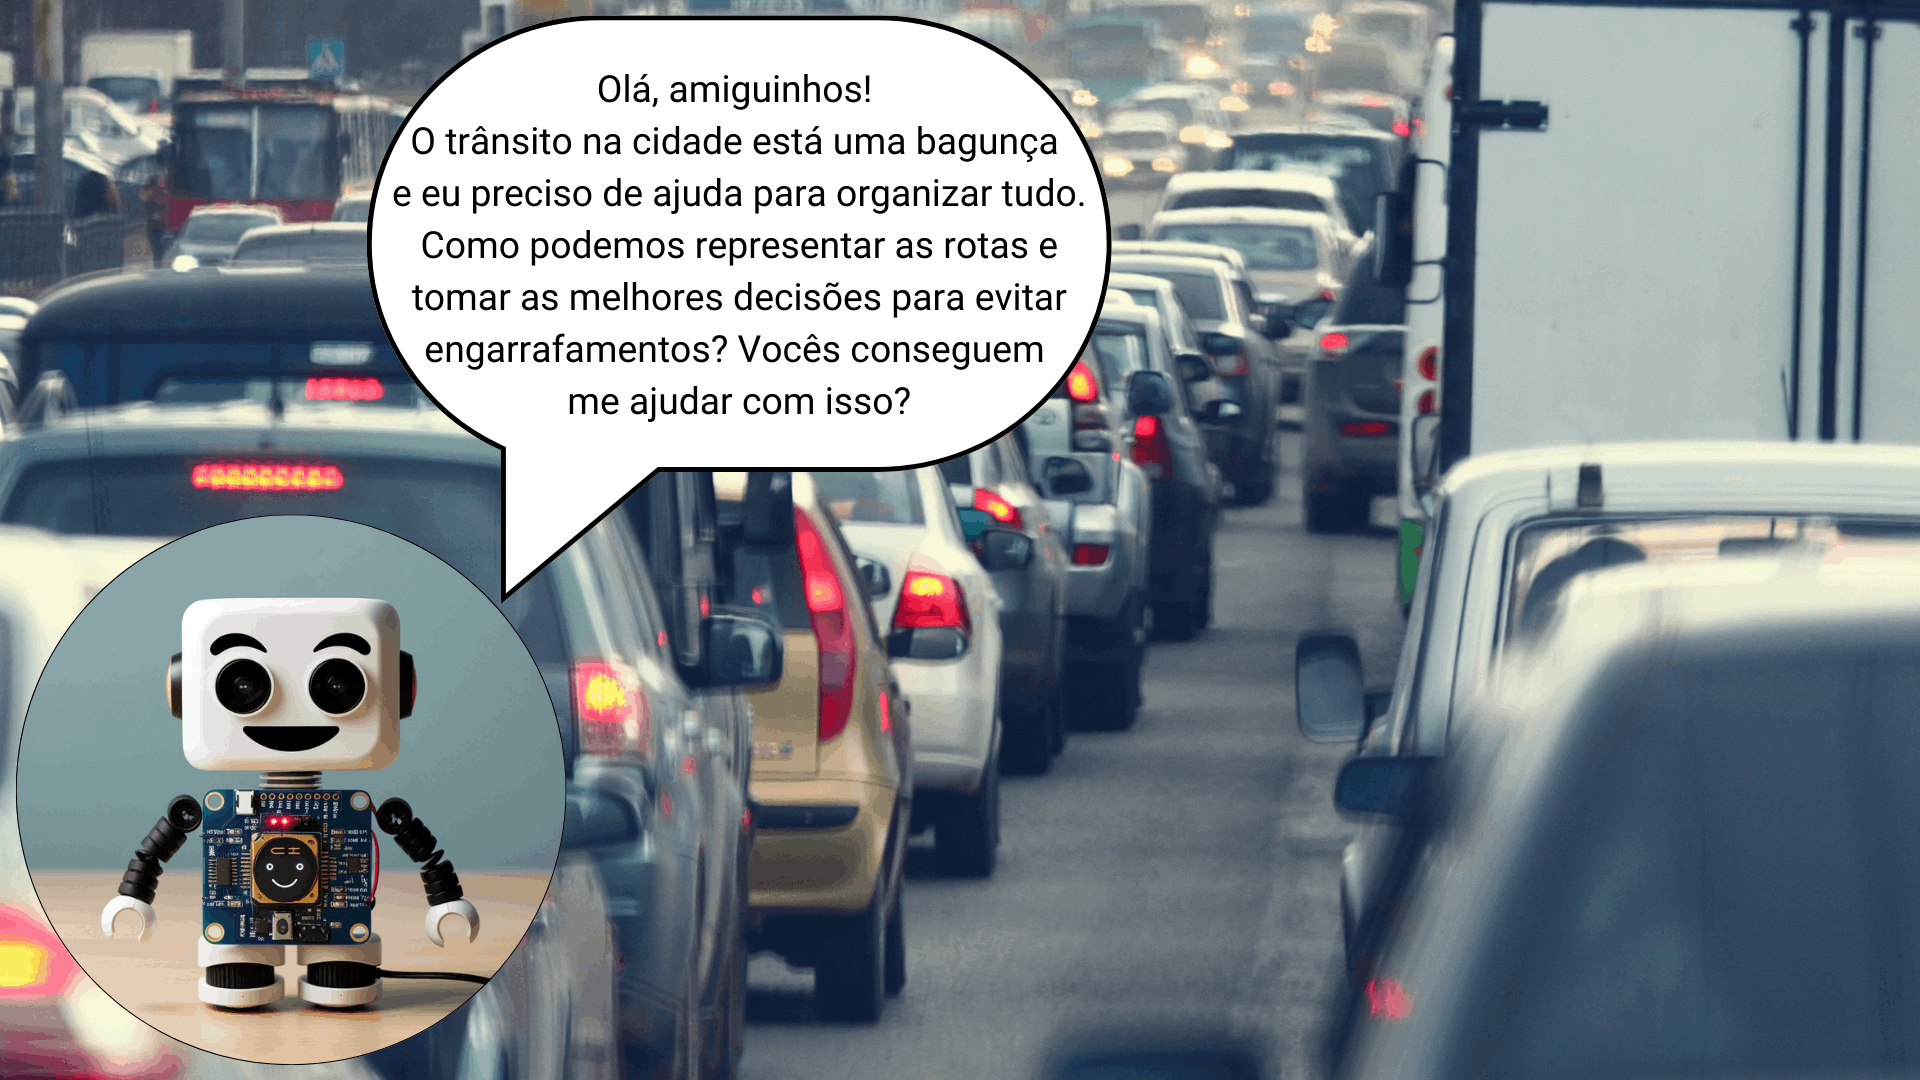 Olá, amiguinhos!
O trânsito na cidade está uma bagunça
e eu preciso de ajuda para organizar tudo.
Como podemos representar as rotas e
tomar as melhores decisões para evitar
engarrafamentos? Vocês conseguem
me ajudar com isso?